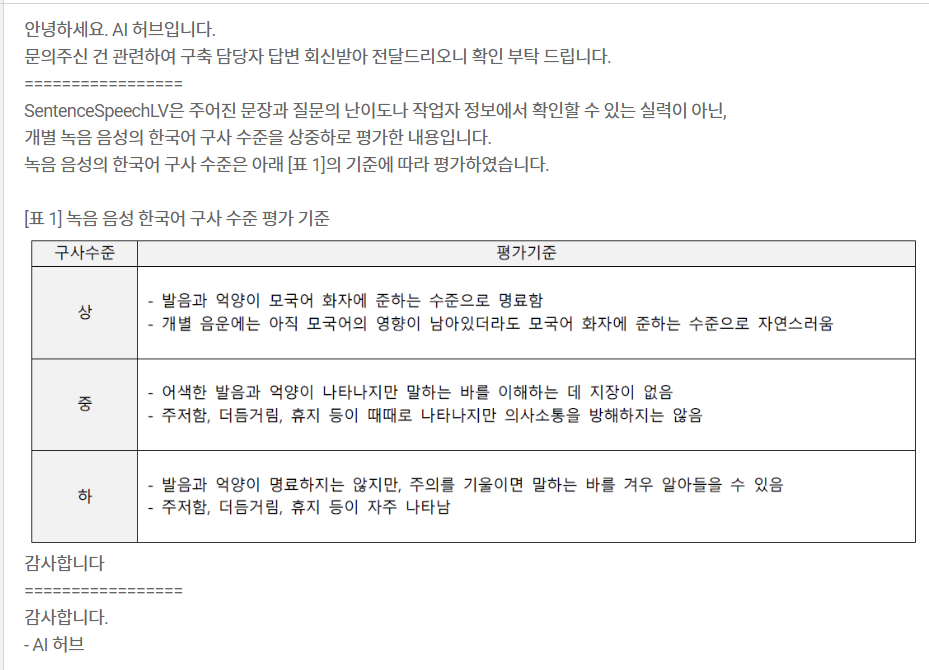 안녕하세요. AI 허브입니다.
문의주신 건 관련하여 구축 담당자 답변 회신받아 전달드리오니 확인 부탁 드립니다.
=================
SentenceSpeechLV은 주어진 문장과 질문의 난이도나 작업자 정보에서 확인할 수 있는 실력이 아닌,
개별 녹음 음성의 한국어 구사 수준을 상중하로 평가한 내용입니다.
녹음 음성의 한국어 구사 수준은 아래 [표 1]의 기준에 따라 평가하였습니다.
[표 1] 녹음 음성 한국어 구사 수준 평가 기준
구사수준 평가기준
상
- 발음과 억양이 모국어 화자에 준하는 수준으로 명료함
- 개별 음운에는 아직 모국어의 영향이 남아있더라도 모국어 화자에 준하는 수준으로 자연스러움
중
- 어색한 발음과 억양이 나타나지만 말하는 바를 이해하는 데 지장이 없음
- 주저함, 더듬거림, 휴지 등이 때때로 나타나지만 의사소통을 방해하지는 않음
하
- 발음과 억양이 명료하지는 않지만, 주의를 기울이면 말하는 바를 겨우 알아들을 수 있음
- 주저함, 더듬거림, 휴지 등이 자주 나타남
감사합니다
=================
감사합니다.
- AI 허브